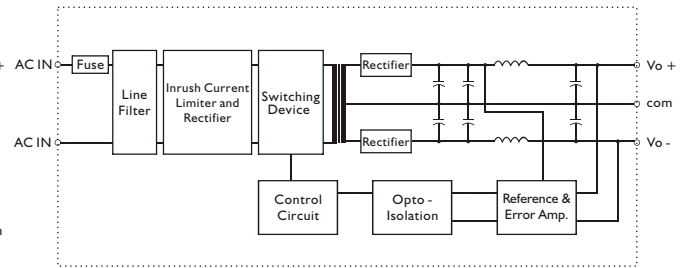 +
AC IN
Fuse
Line
Filter
Inrush Current
Limiter and
Rectifier
Switching
Device
Rectifier
Vo +
com
AC IN
Rectifier
Vo -
Control
Circuit
Opto -
Isolation
Reference &
Error Amp.
n